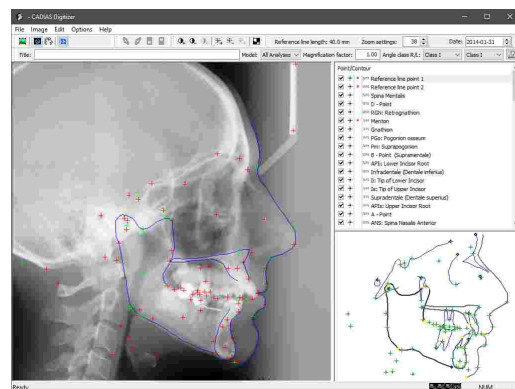 - CADIAS Digitizer
File Image Edit Options Help
Reference line length: 40.0 mm Zoom settings: 38 Date: 2014-01-31
Title: Model: All Analyses Magnification factor: 1.00 Angle class R/L: Class I Class I
Point/Contour
Reference line point 1
Reference line point 2
Spina Mentalis
D - Point
RGN: Retrognathion
Menton
Gnathion
PGo: Pogonion osseum
Pm: Suprapogonion
B - Point (Supramentale)
APIi: Lower Incisor Root
Infradentale (Dentale inferius)
Ii: Tip of Lower Incisor
Is: Tip of Upper Incisor
Supradentale (Dentale superius)
APIs: Upper Incisor Root
A - Point
ANS: Spina Nasalis Anterior
Ready NUM